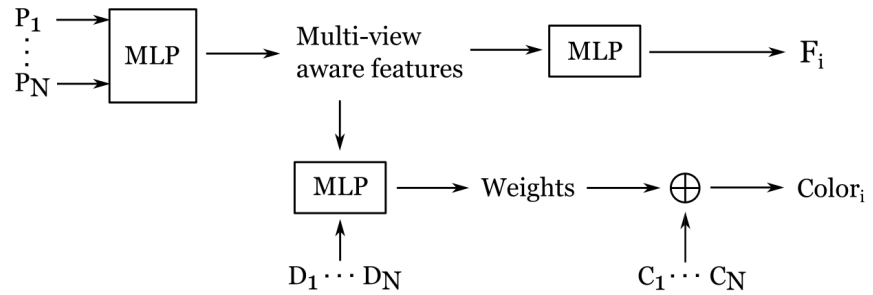 P1
MLP
Multi-view
aware features
MLP
Fi
PN
MLP
Weights
Colori
D1 ··· DN
C1 ··· CN